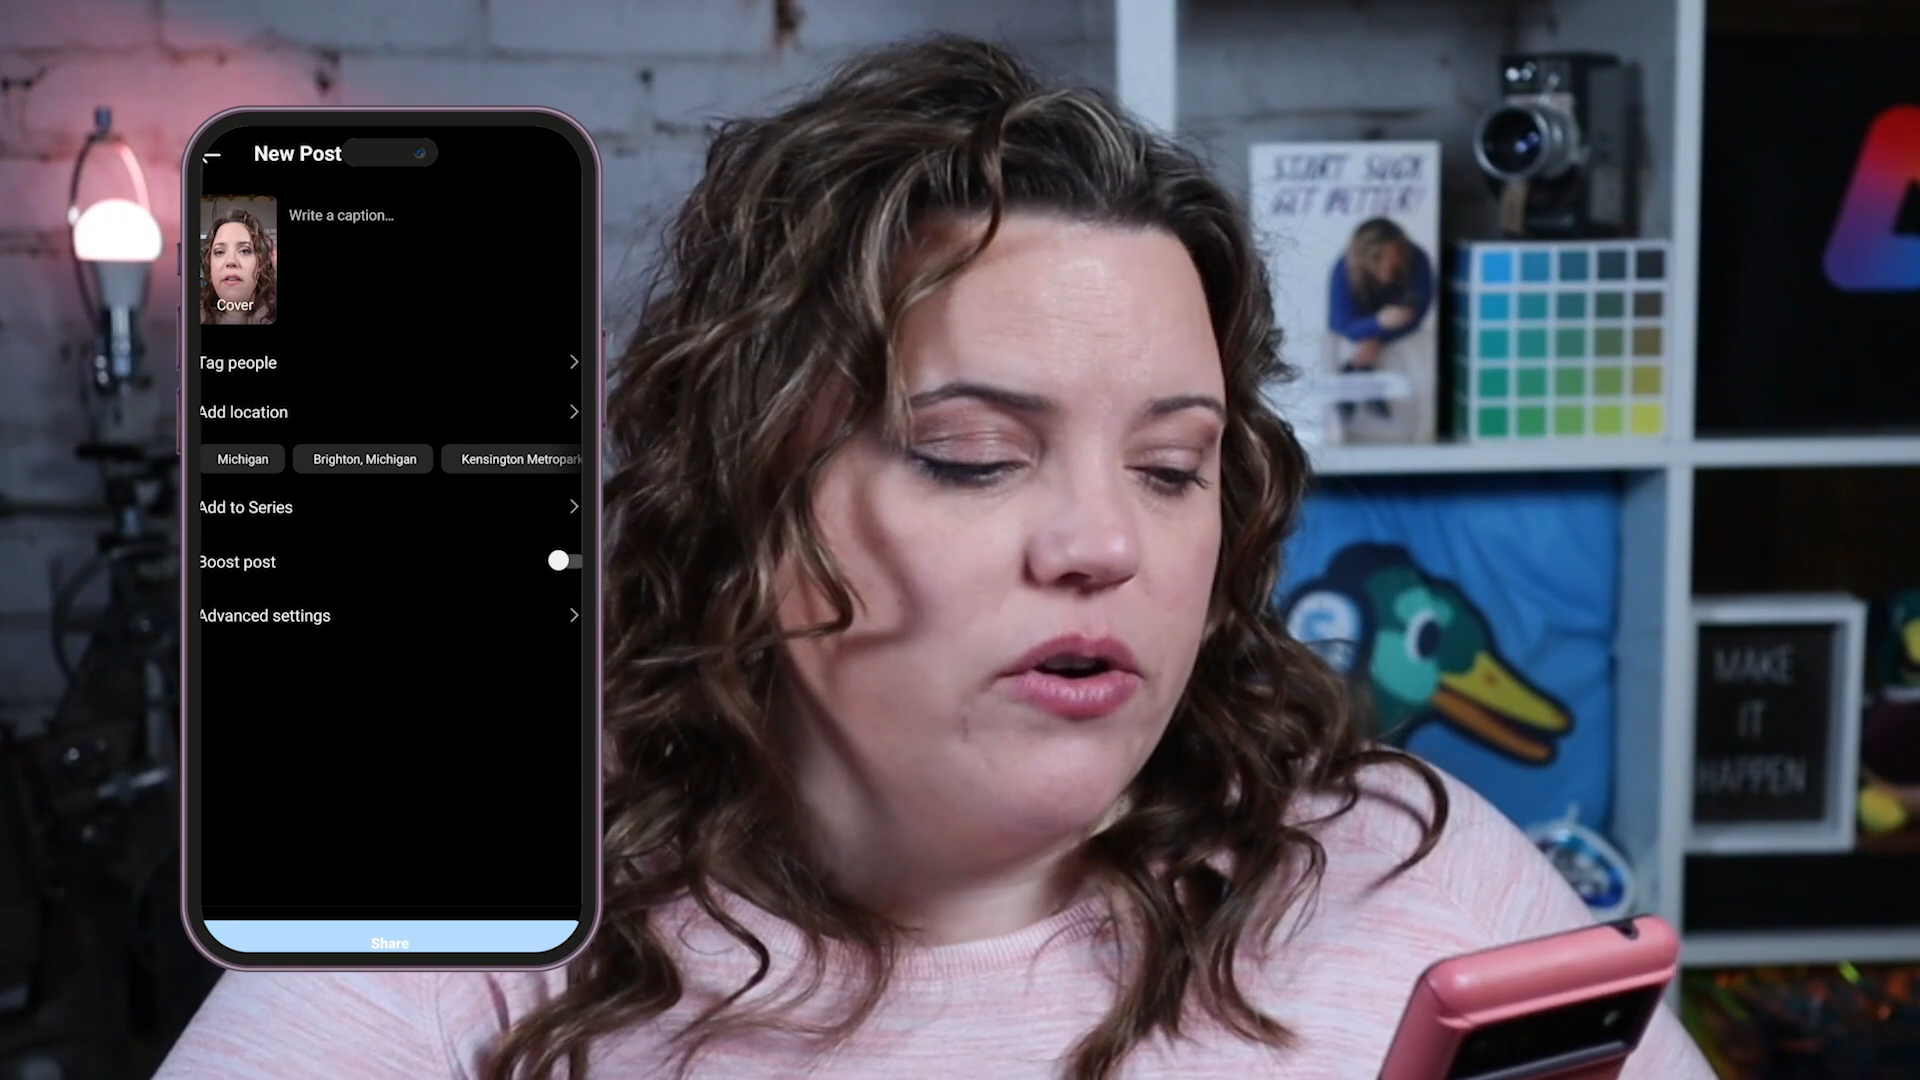 New Post
Write a caption...
Cover
Tag people
Add location
Michigan
Brighton, Michigan
Kensington Metropark
Add to Series
Boost post
Advanced settings
Share
START SUCK
GET BETTER!
MAKE
IT
HAPPEN